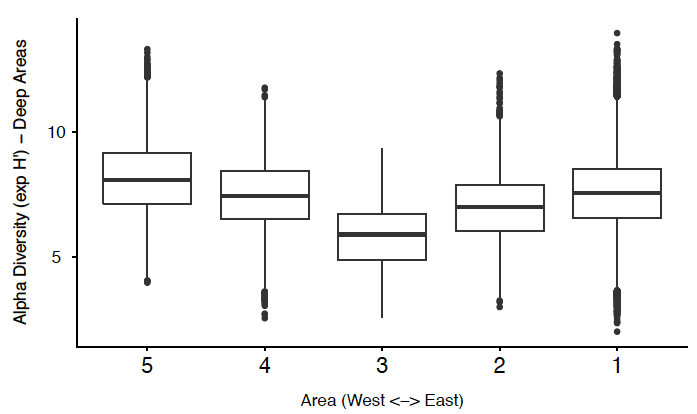 Alpha Diversity (exp H') – Deep Areas
10
5
5 4 3 2 1
Area (West <–> East)